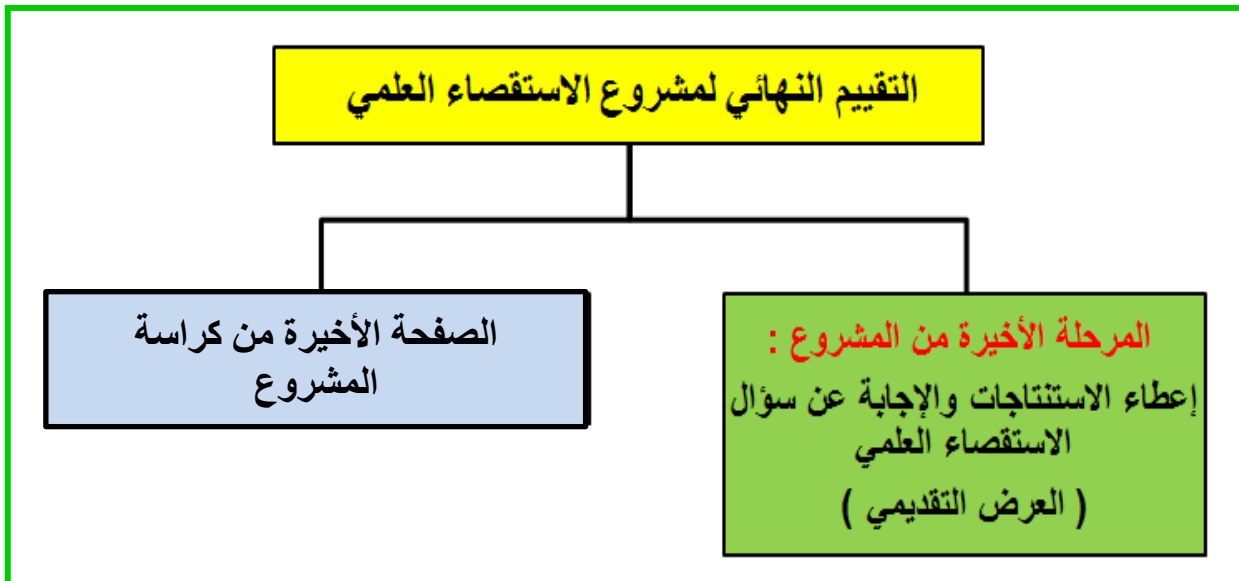 التقييم النهائي لمشروع الاستقصاء العلمي
المرحلة الأخيرة من المشروع :
إعطاء الاستنتاجات والإجابة عن سؤال
الاستقصاء العلمي
( العرض التقديمي )
الصفحة الأخيرة من كراسة
المشروع